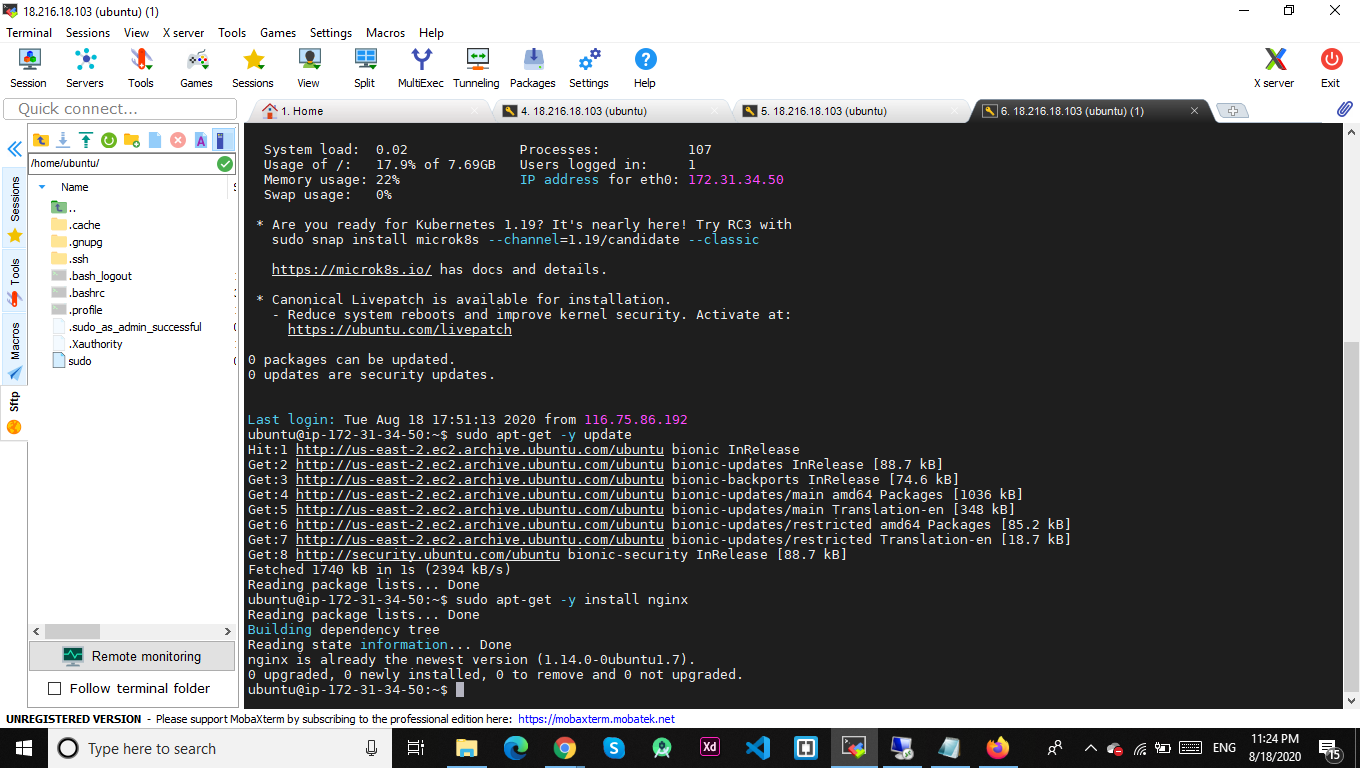 18.216.18.103 (ubuntu) (1)
Terminal Sessions View X server Tools Games Settings Macros Help
Session Servers Tools Games Sessions View Split MultiExec Tunneling Packages Settings Help X server Exit
Quick connect...
1. Home
4. 18.216.18.103 (ubuntu)
5. 18.216.18.103 (ubuntu)
6. 18.216.18.103 (ubuntu) (1)
/home/ubuntu/
Name
..
.cache
.gnupg
.ssh
.bash_logout
.bashrc
.profile
.sudo_as_admin_successful
.Xauthority
sudo
Sessions
Tools
Macros
Sftp
Remote monitoring
Follow terminal folder
System load: 0.02 Processes: 107
Usage of /: 17.9% of 7.69GB Users logged in: 1
Memory usage: 22% IP address for eth0: 172.31.34.50
Swap usage: 0%
* Are you ready for Kubernetes 1.19? It's nearly here! Try RC3 with
sudo snap install microk8s --channel=1.19/candidate --classic
https://microk8s.io/ has docs and details.
* Canonical Livepatch is available for installation.
- Reduce system reboots and improve kernel security. Activate at:
https://ubuntu.com/livepatch
0 packages can be updated.
0 updates are security updates.
Last login: Tue Aug 18 17:51:13 2020 from 116.75.86.192
ubuntu@ip-172-31-34-50:~$ sudo apt-get -y update
Hit:1 http://us-east-2.ec2.archive.ubuntu.com/ubuntu bionic InRelease
Get:2 http://us-east-2.ec2.archive.ubuntu.com/ubuntu bionic-updates InRelease [88.7 kB]
Get:3 http://us-east-2.ec2.archive.ubuntu.com/ubuntu bionic-backports InRelease [74.6 kB]
Get:4 http://us-east-2.ec2.archive.ubuntu.com/ubuntu bionic-updates/main amd64 Packages [1036 kB]
Get:5 http://us-east-2.ec2.archive.ubuntu.com/ubuntu bionic-updates/main Translation-en [348 kB]
Get:6 http://us-east-2.ec2.archive.ubuntu.com/ubuntu bionic-updates/restricted amd64 Packages [85.2 kB]
Get:7 http://us-east-2.ec2.archive.ubuntu.com/ubuntu bionic-updates/restricted Translation-en [18.7 kB]
Get:8 http://security.ubuntu.com/ubuntu bionic-security InRelease [88.7 kB]
Fetched 1740 kB in 1s (2394 kB/s)
Reading package lists... Done
ubuntu@ip-172-31-34-50:~$ sudo apt-get -y install nginx
Reading package lists... Done
Building dependency tree
Reading state information... Done
nginx is already the newest version (1.14.0-0ubuntu1.7).
0 upgraded, 0 newly installed, 0 to remove and 0 not upgraded.
ubuntu@ip-172-31-34-50:~$
UNREGISTERED VERSION - Please support MobaXterm by subscribing to the professional edition here: https://mobaxterm.mobatek.net
Type here to search
Xd
ENG
11:24 PM
8/18/2020
15